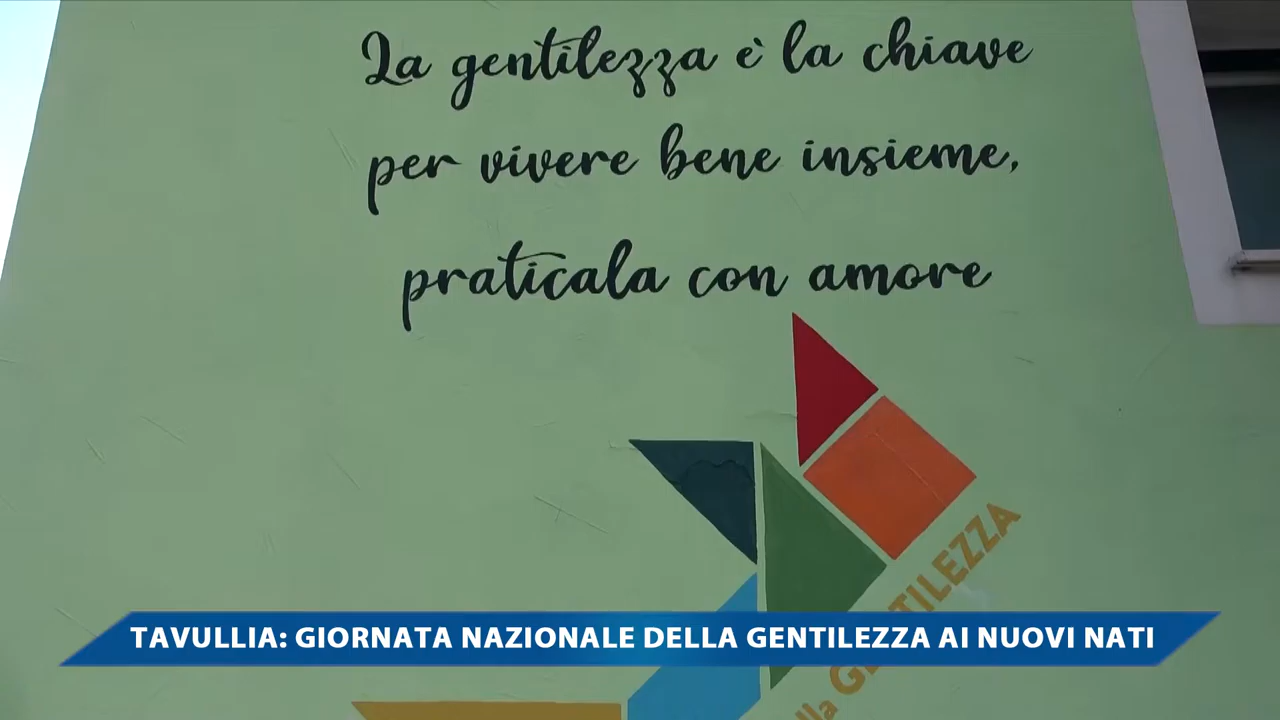 La gentilezza è la chiave
per vivere bene insieme,
praticala con amore
GENTILEZZA
TAVULLIA: GIORNATA NAZIONALE DELLA GENTILEZZA AI NUOVI NATI